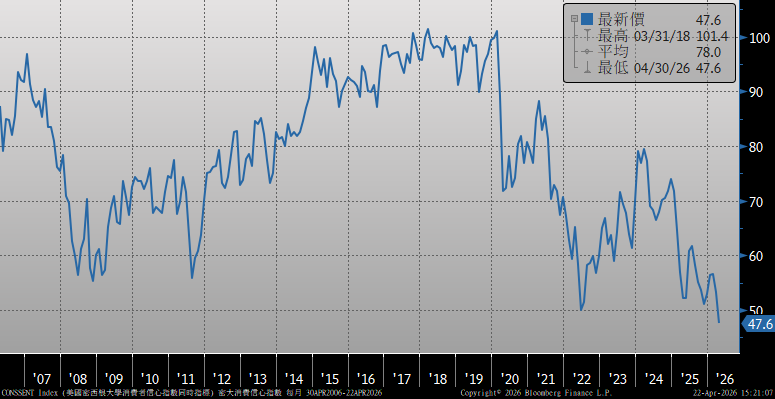 最新價 47.6
最高 03/31/18 101.4
平均 78.0
最低 04/30/26 47.6
100
90
80
70
60
50
47.6
'07 '08 '09 '10 '11 '12 '13 '14 '15 '16 '17 '18 '19 '20 '21 '22 '23 '24 '25 '26
CONSSENT Index (美國密西根大學消費者信心指數同時指標) 密大消費信心指數 每月 30APR2006-22APR2026 Copyright© 2026 Bloomberg Finance L.P. 22-Apr-2026 15:21:07